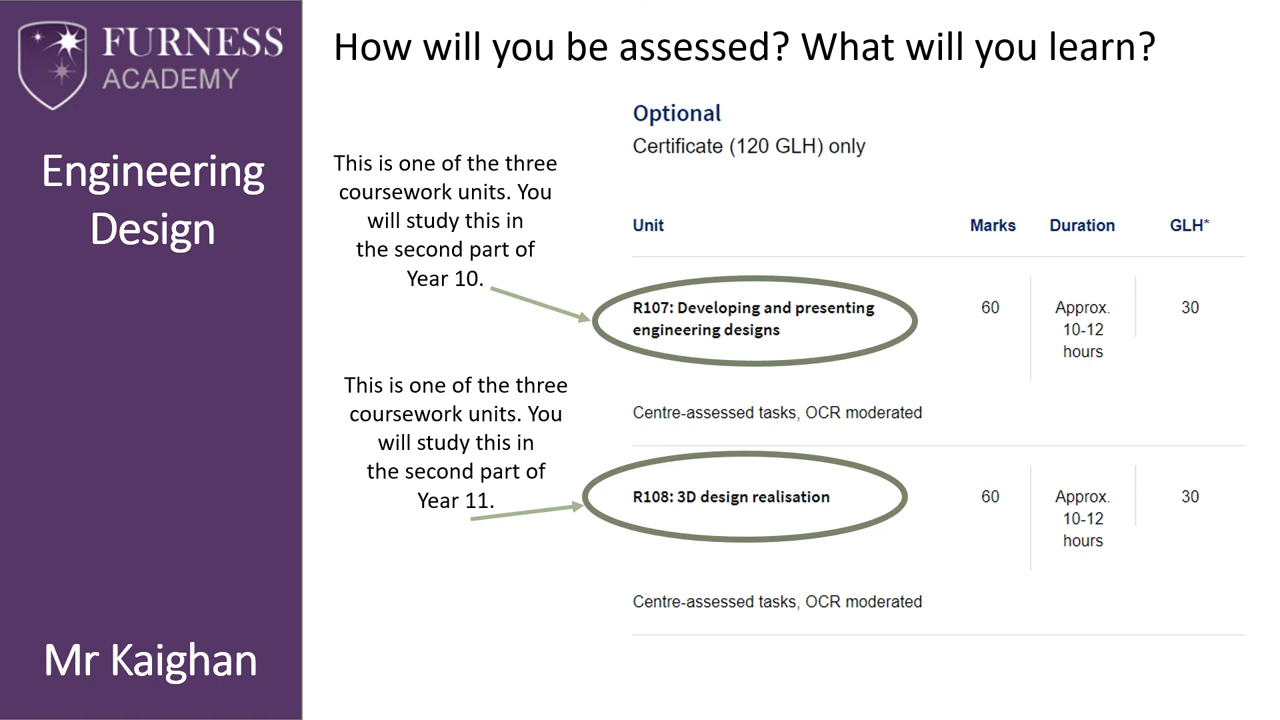 FURNESS
ACADEMY
Engineering
Design
Mr Kaighan
How will you be assessed? What will you learn?
This is one of the three
coursework units. You
will study this in
the second part of
Year 10.
This is one of the three
coursework units. You
will study this in
the second part of
Year 11.
Optional
Certificate (120 GLH) only
Unit Marks Duration GLH*
R107: Developing and presenting
engineering designs
60
Approx.
10-12
hours
30
Centre-assessed tasks, OCR moderated
R108: 3D design realisation
60
Approx.
10-12
hours
30
Centre-assessed tasks, OCR moderated